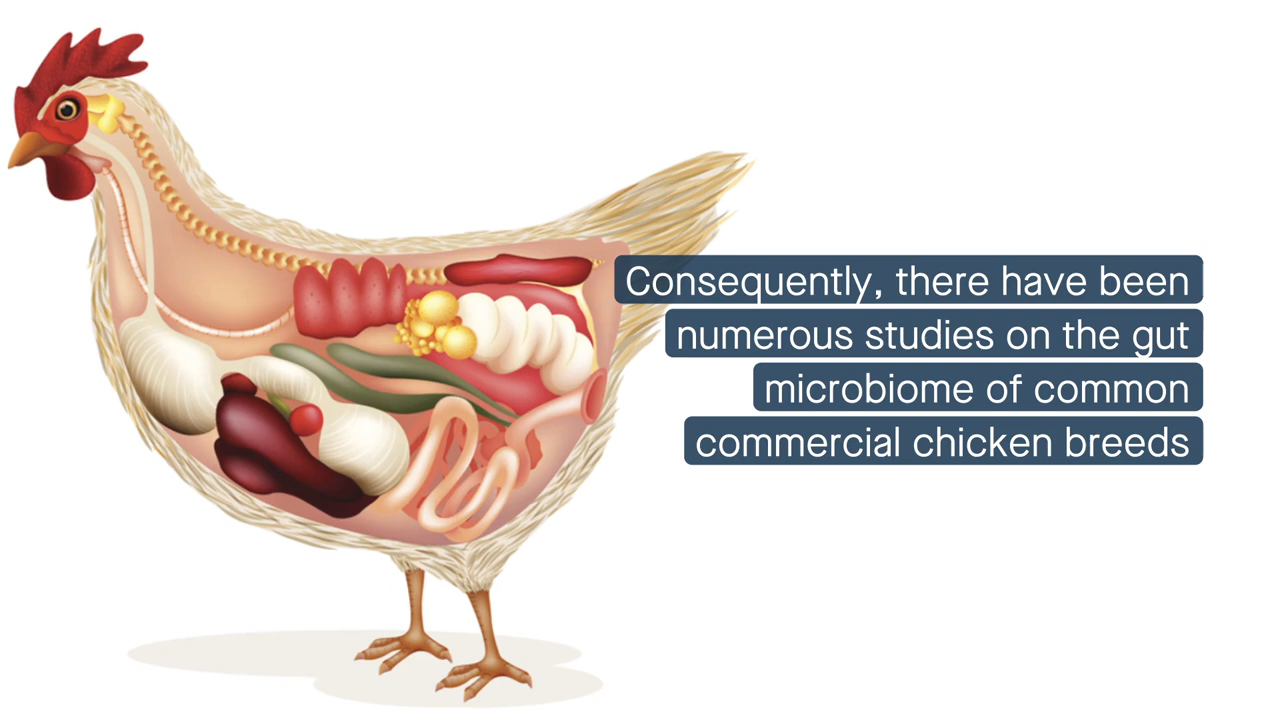 Consequently, there have been
numerous studies on the gut
microbiome of common
commercial chicken breeds